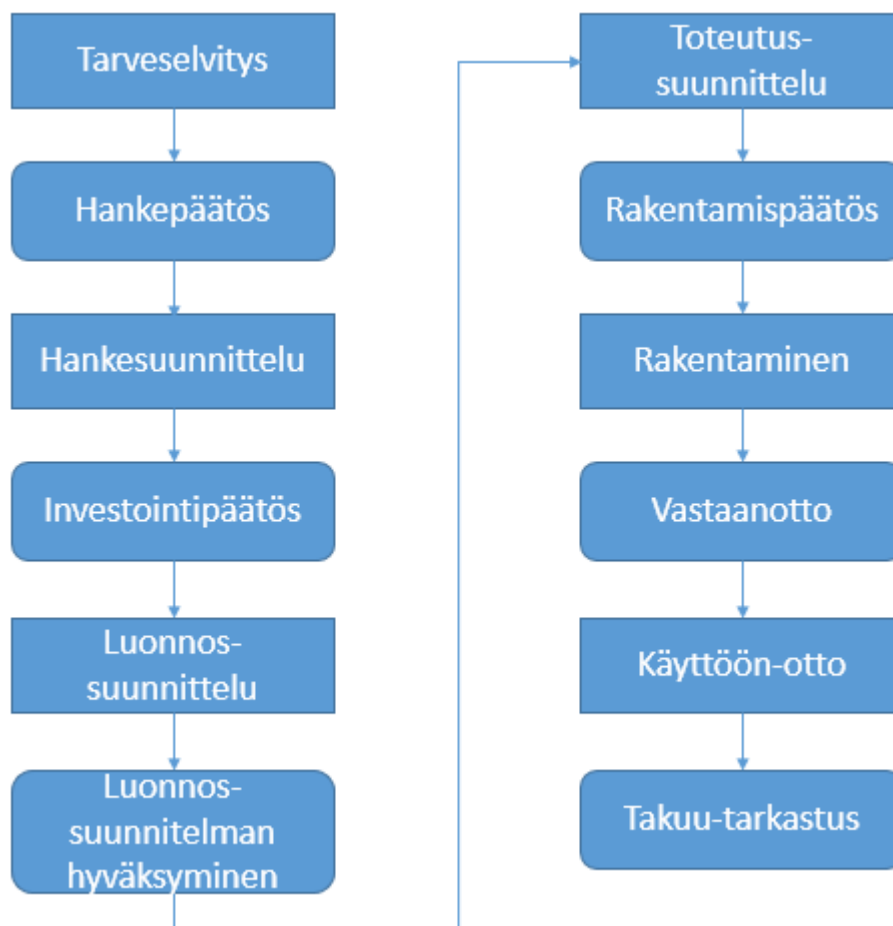 Tarveselvitys
Hankepäätös
Hankesuunnittelu
Investointipäätös
Luonnos-
suunnittelu
Luonnos-
suunnitelman
hyväksyminen
Toteutus-
suunnittelu
Rakentamispäätös
Rakentaminen
Vastaanotto
Käyttöön-otto
Takuu-tarkastus